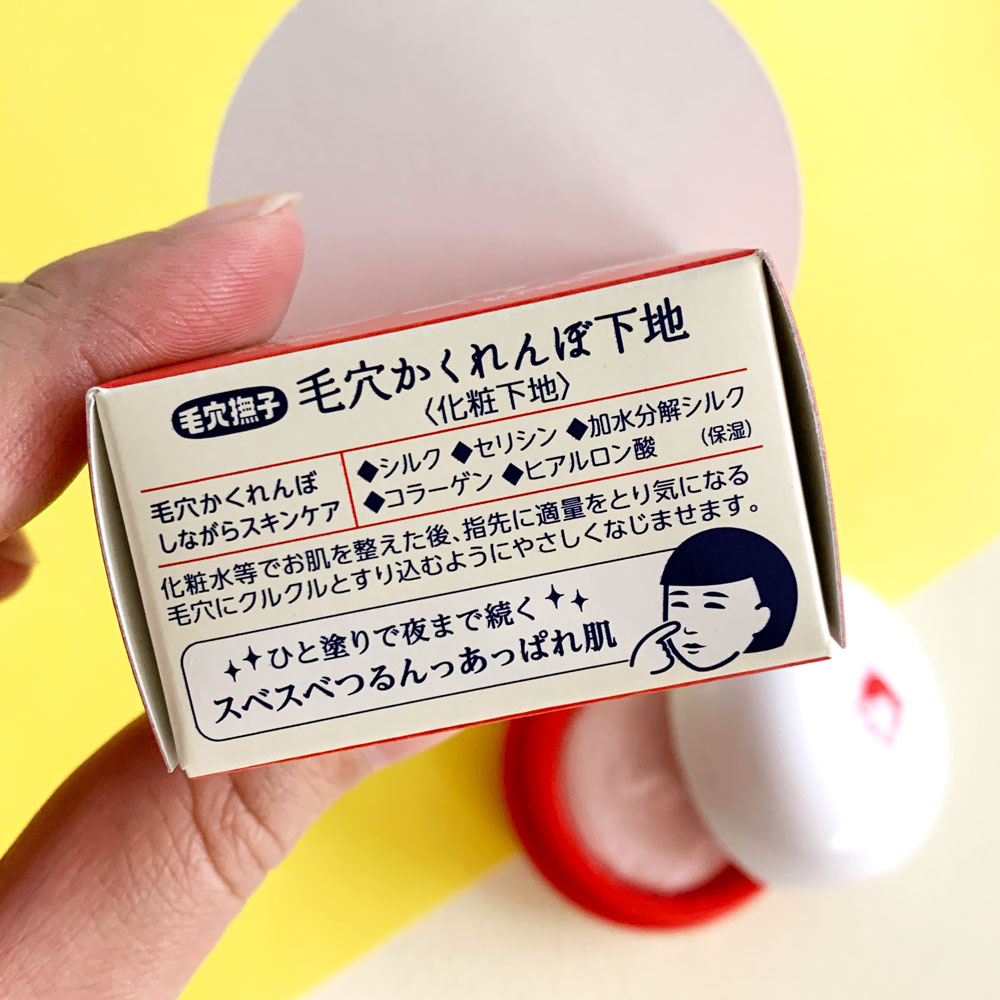 毛穴撫子 毛穴かくれんぼ下地
〈化粧下地〉
毛穴かくれんぼ
しながらスキンケア
◆シルク ◆セリシン ◆加水分解シルク
◆コラーゲン ◆ヒアルロン酸 (保湿)
化粧水等でお肌を整えた後、指先に適量をとり気になる
毛穴にクルクルとすり込むようにやさしくなじませます。
ひと塗りで夜まで続く
スベスベつるんっあっぱれ肌